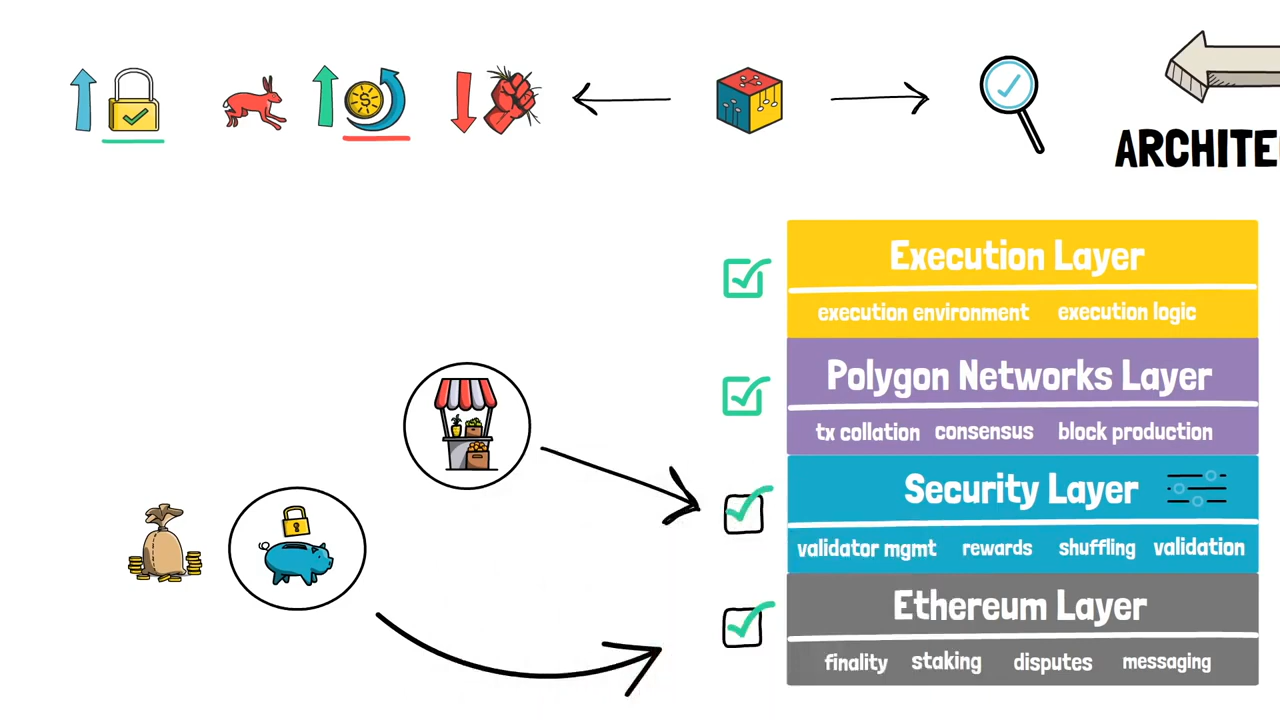 ARCHITE
Execution Layer
execution environment execution logic
Polygon Networks Layer
tx collation consensus block production
Security Layer
validator mgmt rewards shuffling validation
Ethereum Layer
finality staking disputes messaging